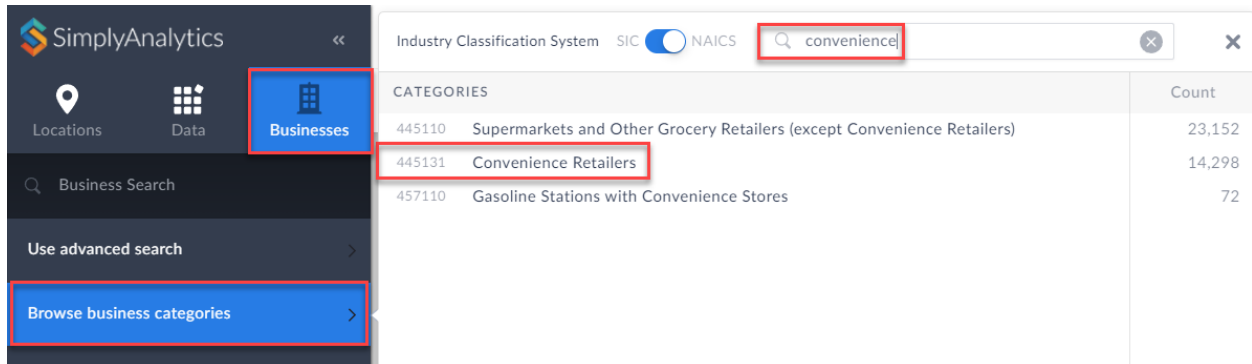 SimplyAnalytics «
Locations Data Businesses
Business Search
Use advanced search
Browse business categories
Industry Classification System SIC NAICS convenience
CATEGORIES Count
445110 Supermarkets and Other Grocery Retailers (except Convenience Retailers) 23,152
445131 Convenience Retailers 14,298
457110 Gasoline Stations with Convenience Stores 72